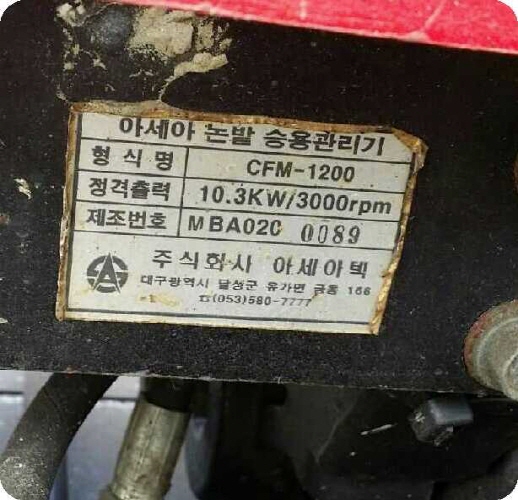 아세아 논밭 승용관리기
형식명 CFM-1200
정격출력 10.3KW/3000rpm
제조번호 MBA02C 0089
주식회사 아세아텍
대구광역시 달성군 유가면 금동 166
☎(053)580-7777